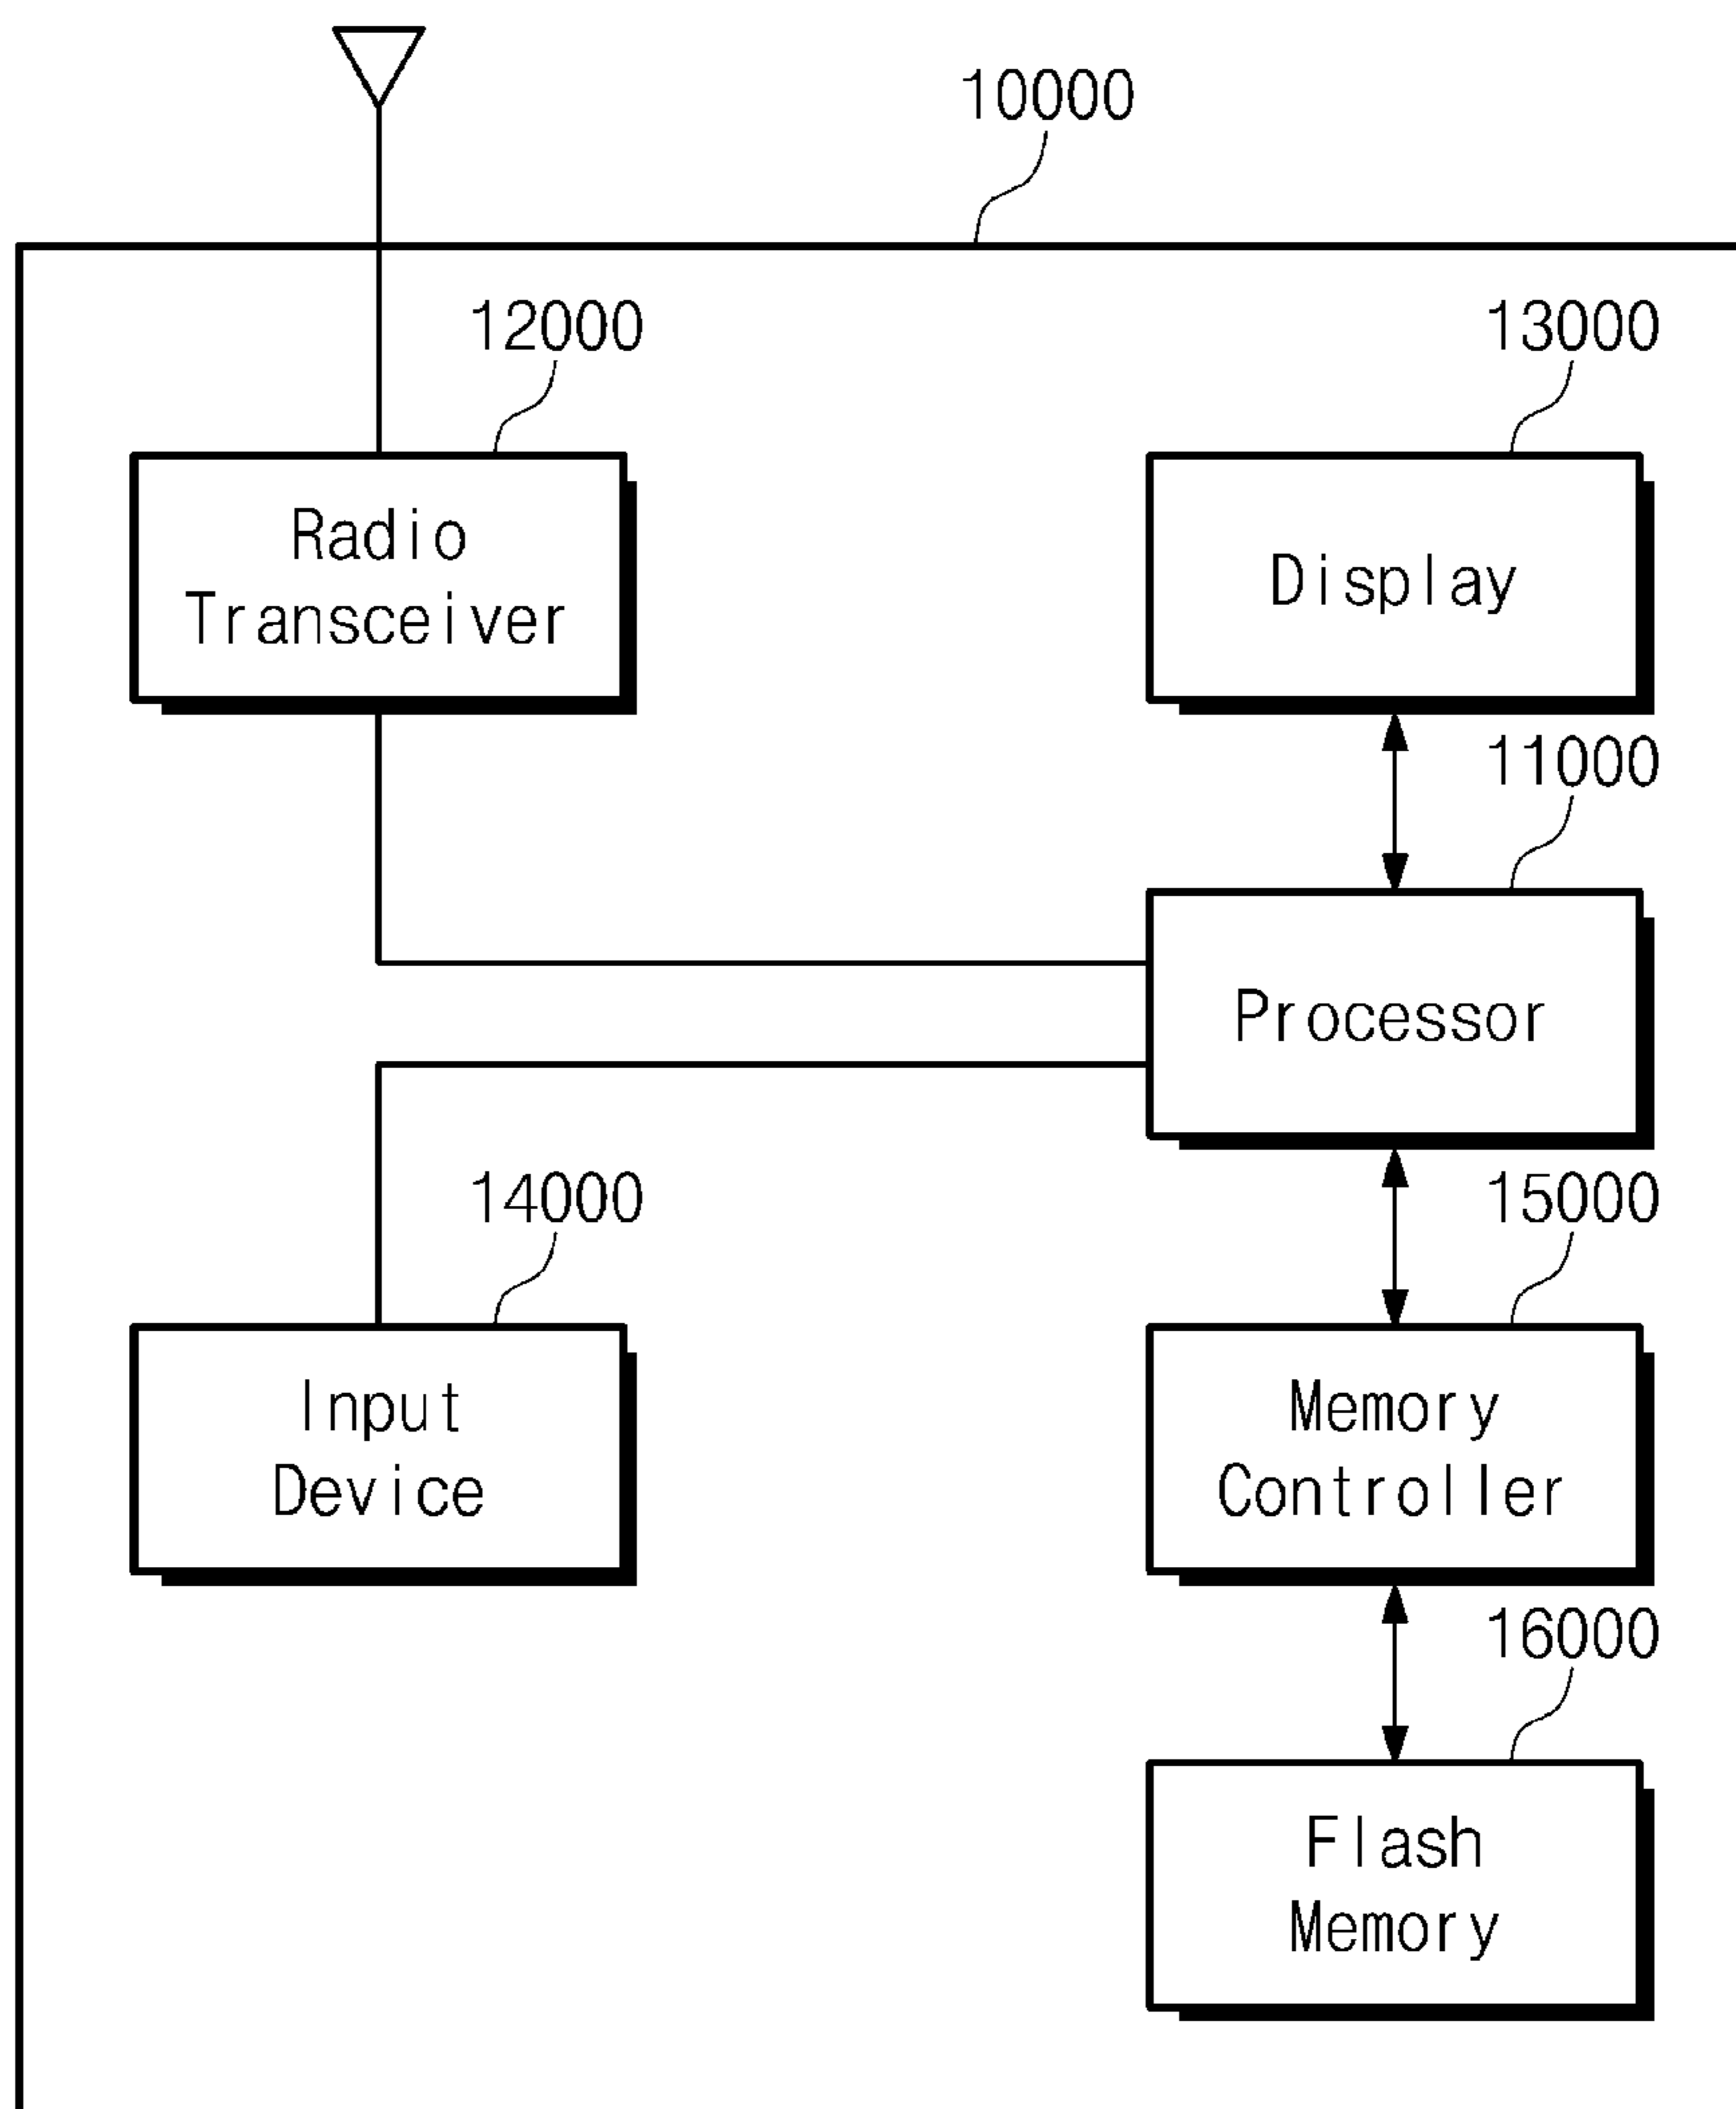 10000
12000
13000
Radio
Transceiver
Display
11000
Processor
14000
15000
Input
Device
Memory
Controller
16000
Flash
Memory